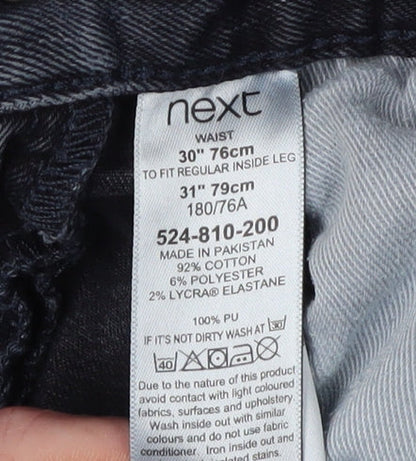 next
WAIST
30" 76cm
TO FIT REGULAR INSIDE LEG
31" 79cm
180/76A
524-810-200
MADE IN PAKISTAN
92% COTTON
6% POLYESTER
2% LYCRA® ELASTANE
100% PU
IF IT'S NOT DIRTY WASH AT 30
40
Due to the nature of this product
avoid contact with light coloured
fabrics, surfaces and upholstery.
Wash inside out with similar
colours and do not use fabric
conditioner. Iron inside out and
stains.